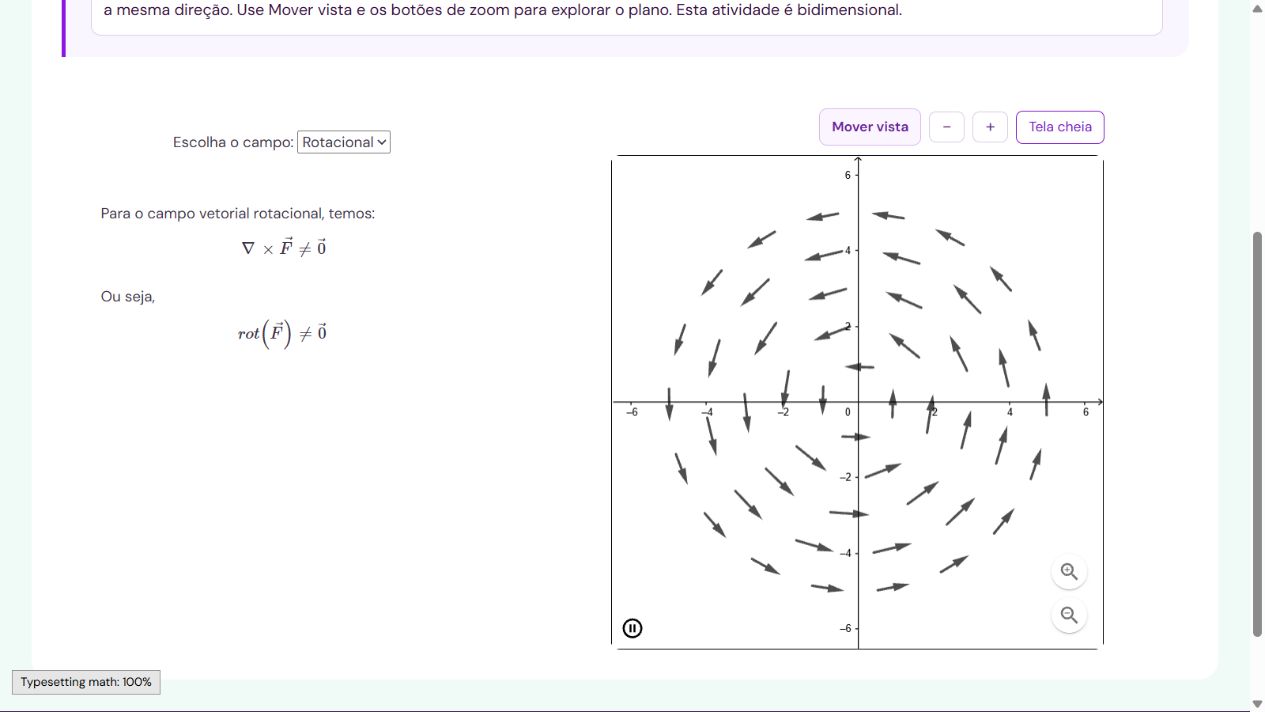 a mesma direção. Use Mover vista e os botões de zoom para explorar o plano. Esta atividade é bidimensional.
Mover vista − + Tela cheia
Escolha o campo: Rotacional
Para o campo vetorial rotacional, temos:
∇ × F⃗ ≠ 0⃗
Ou seja,
rot(F⃗) ≠ 0⃗
6
4
2
−6 −4 −2 0 2 4 6
−2
−4
−6
Typesetting math: 100%